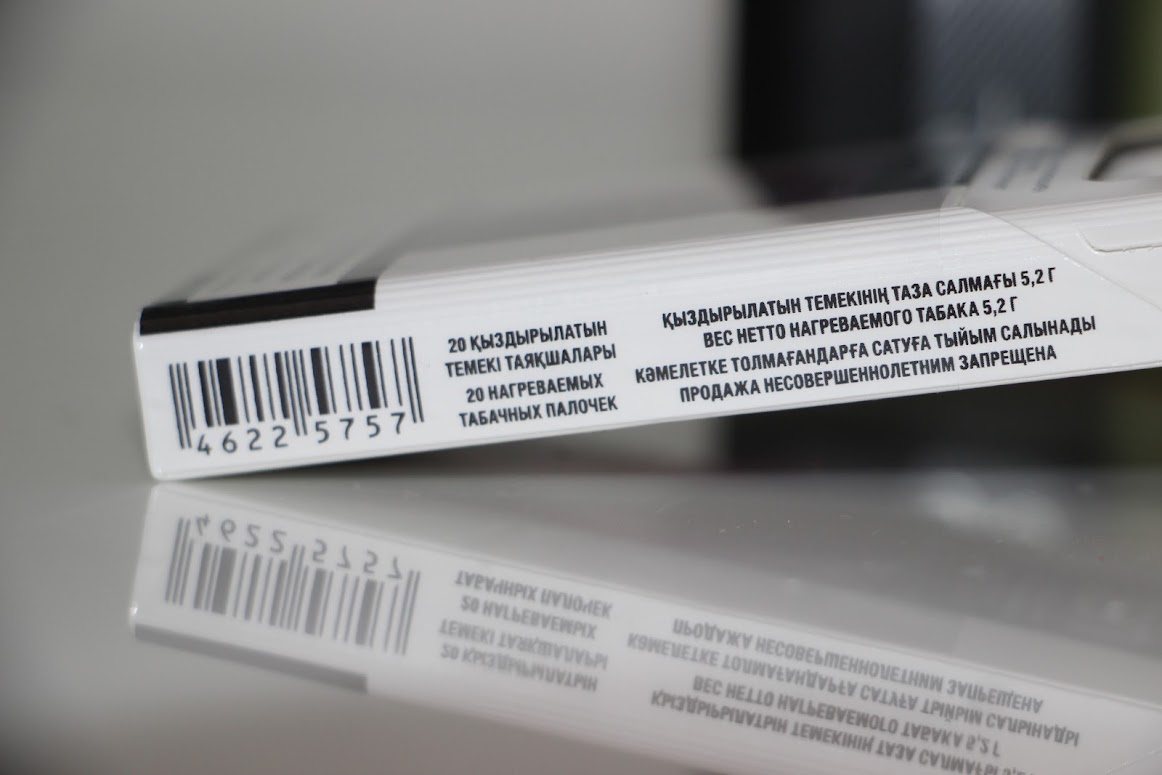 20 ҚЫЗДЫРЫЛАТЫН
ТЕМЕКІ ТАЯҚШАЛАРЫ
20 НАГРЕВАЕМЫХ
ТАБАЧНЫХ ПАЛОЧЕК
ҚЫЗДЫРЫЛАТЫН ТЕМЕКІНІҢ ТАЗА САЛМАҒЫ 5,2 Г
ВЕС НЕТТО НАГРЕВАЕМОГО ТАБАКА 5,2 Г
КӘМЕЛЕТКЕ ТОЛМАҒАНДАРҒА САТУҒА ТЫЙЫМ САЛЫНАДЫ
ПРОДАЖА НЕСОВЕРШЕННОЛЕТНИМ ЗАПРЕЩЕНА
4622 5757